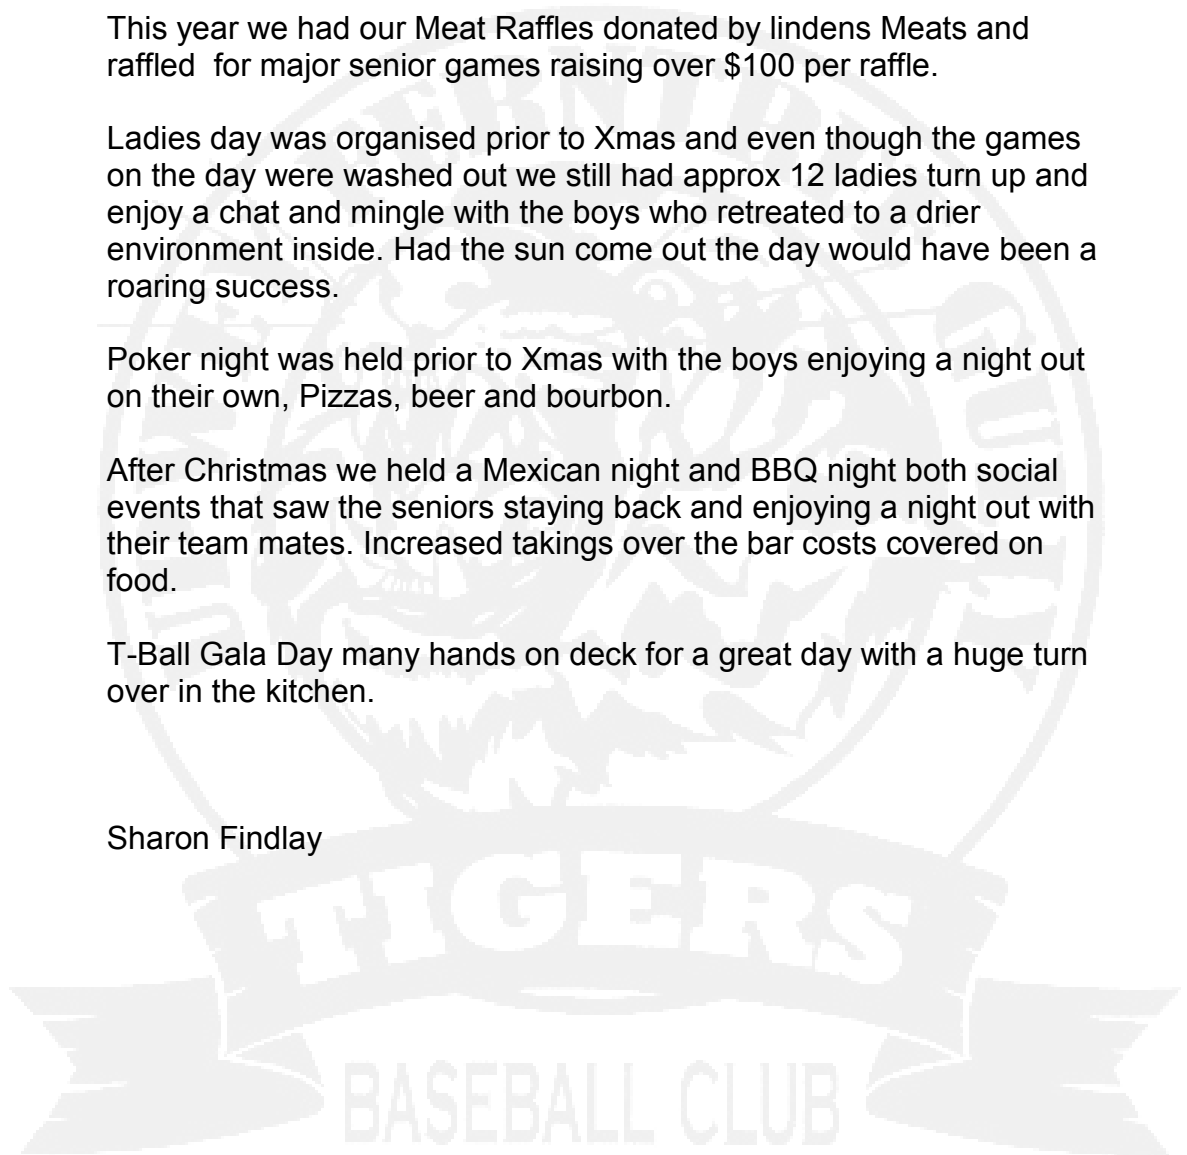 This year we had our Meat Raffles donated by lindens Meats and
raffled  for major senior games raising over $100 per raffle.
Ladies day was organised prior to Xmas and even though the games
on the day were washed out we still had approx 12 ladies turn up and
enjoy a chat and mingle with the boys who retreated to a drier
environment inside. Had the sun come out the day would have been a
roaring success.
Poker night was held prior to Xmas with the boys enjoying a night out
on their own, Pizzas, beer and bourbon.
After Christmas we held a Mexican night and BBQ night both social
events that saw the seniors staying back and enjoying a night out with
their team mates. Increased takings over the bar costs covered on
food.
T-Ball Gala Day many hands on deck for a great day with a huge turn
over in the kitchen.
Sharon Findlay
TIGERS
BASEBALL CLUB